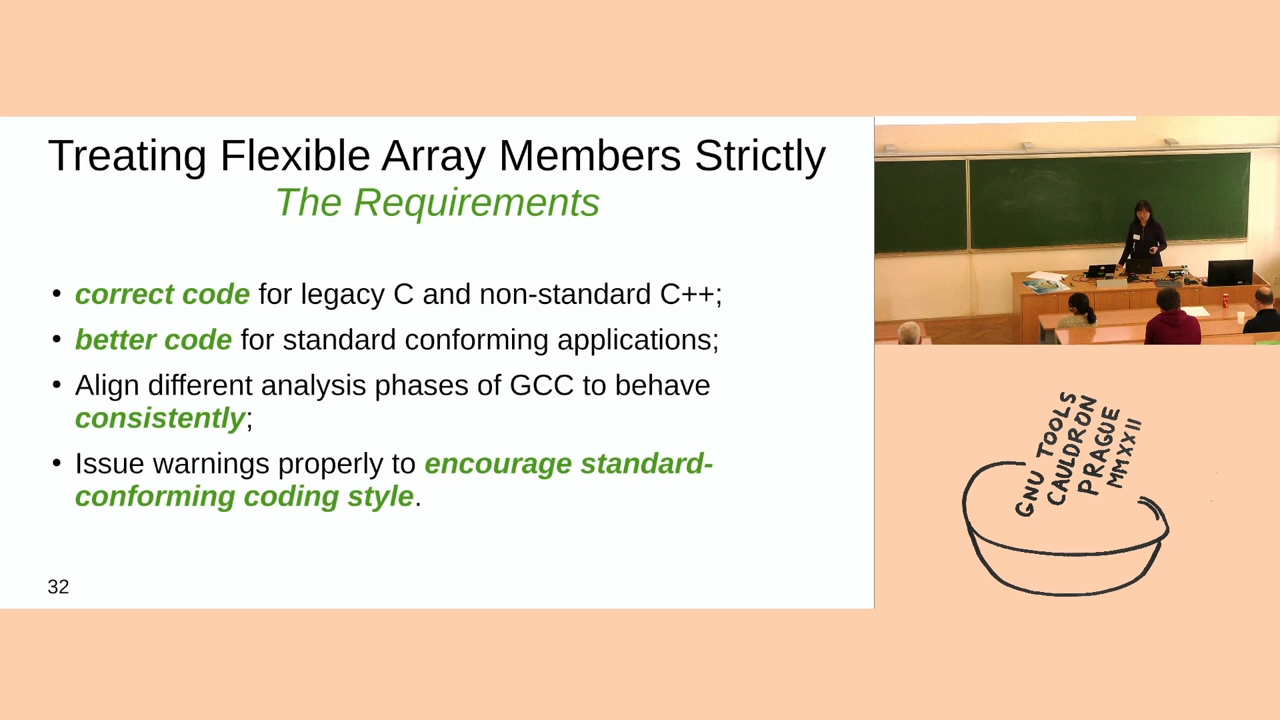 Treating Flexible Array Members Strictly
The Requirements
• correct code for legacy C and non-standard C++;
• better code for standard conforming applications;
• Align different analysis phases of GCC to behave
consistently;
• Issue warnings properly to encourage standard-
conforming coding style.
32
GNU TOOLS
CAULDRON
PRAGUE
MMXXII